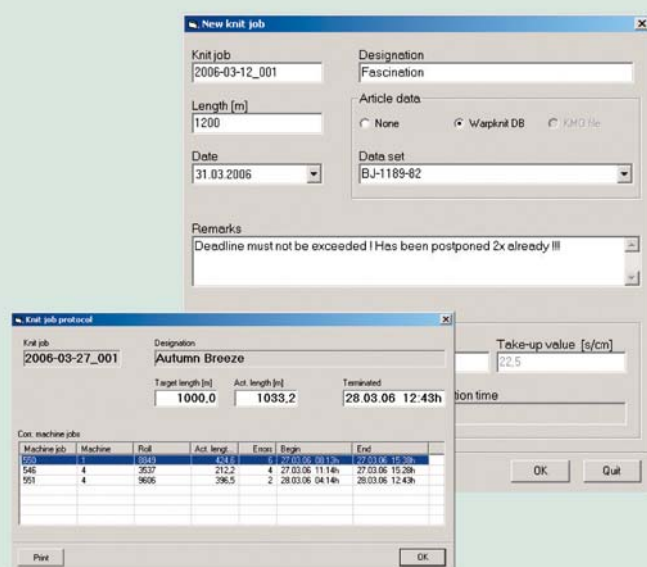 New knit job
Knit job
Designation
2006-03-12_001
Fascination
Length [m]
Article data
1200
None
Warpknit DB
KMO file
Date
Data set
31.03.2006
BJ-1189-82
Remarks
Deadline must not be exceeded ! Has been postponed 2x already !!!
Take-up value [s/cm]
22,5
tion time
OK
Quit
Knit job protocol
Knit job
Designation
2006-03-27_001
Autumn Breeze
Target length [m]
Act. length [m]
Terminated
1000,0
1033,2
28.03.06 12:43h
Con. machine jobs
Machine job Machine Roll Act. lengt... Errors Begin End
550 1 8849 424,6 6 27.03.06 08:13h 27.03.06 15:38h
546 4 3537 212,2 4 27.03.06 11:14h 27.03.06 15:28h
551 4 9606 396,5 2 28.03.06 04:14h 28.03.06 12:43h
Print
OK